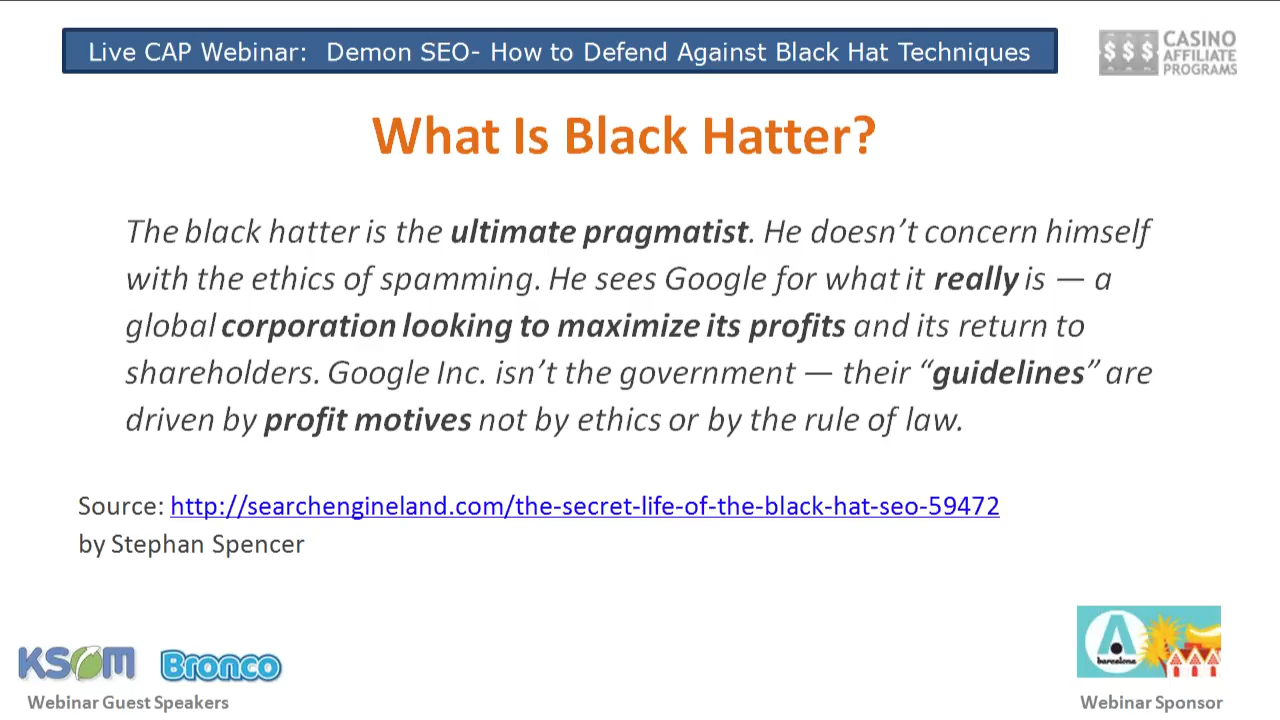 Live CAP Webinar: Demon SEO- How to Defend Against Black Hat Techniques
$ $ $
CASINO
AFFILIATE
PROGRAMS
What Is Black Hatter?
The black hatter is the ultimate pragmatist. He doesn’t concern himself
with the ethics of spamming. He sees Google for what it really is — a
global corporation looking to maximize its profits and its return to
shareholders. Google Inc. isn’t the government — their “guidelines” are
driven by profit motives not by ethics or by the rule of law.
Source: http://searchengineland.com/the-secret-life-of-the-black-hat-seo-59472
by Stephan Spencer
KSOM
Bronco
Webinar Guest Speakers
A
barcelona
Webinar Sponsor